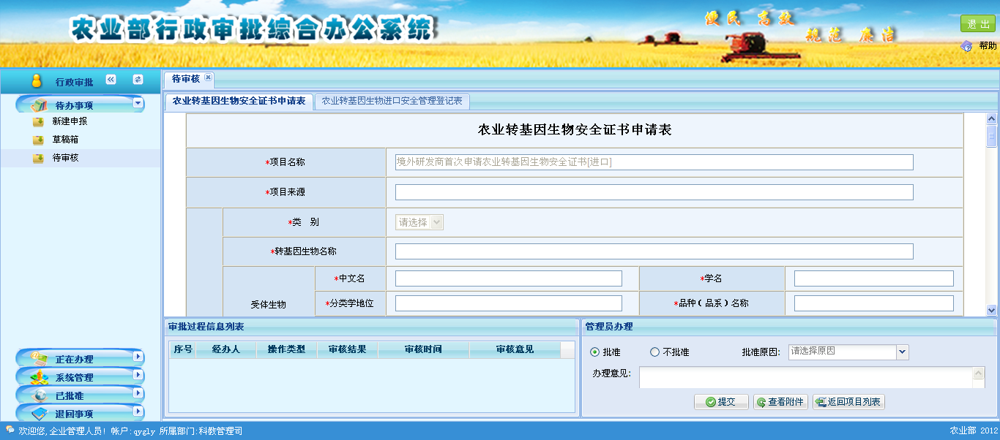 农业部行政审批综合办公系统
便民 高效
规范 廉洁
退 出
帮助
行政审批
待办事项
新建申报
草稿箱
待审核
正在办理
系统管理
已批准
退回事项
待审核
农业转基因生物安全证书申请表 农业转基因生物进口安全管理登记表
农业转基因生物安全证书申请表
*项目名称 境外研发商首次申请农业转基因生物安全证书[进口]
*项目来源
*类 别 请选择
*转基因生物名称
受体生物
*中文名 *学名
*分类学地位 *品种（品系）名称
审批过程信息列表
序号 经办人 操作类型 审核结果 审核时间 审核意见
管理员办理
批准 不批准 批准原因: 请选择原因
办理意见:
提交 查看附件 返回项目列表
欢迎您,企业管理人员! 帐户:qygly 所属部门:科教管理司
农业部 2012